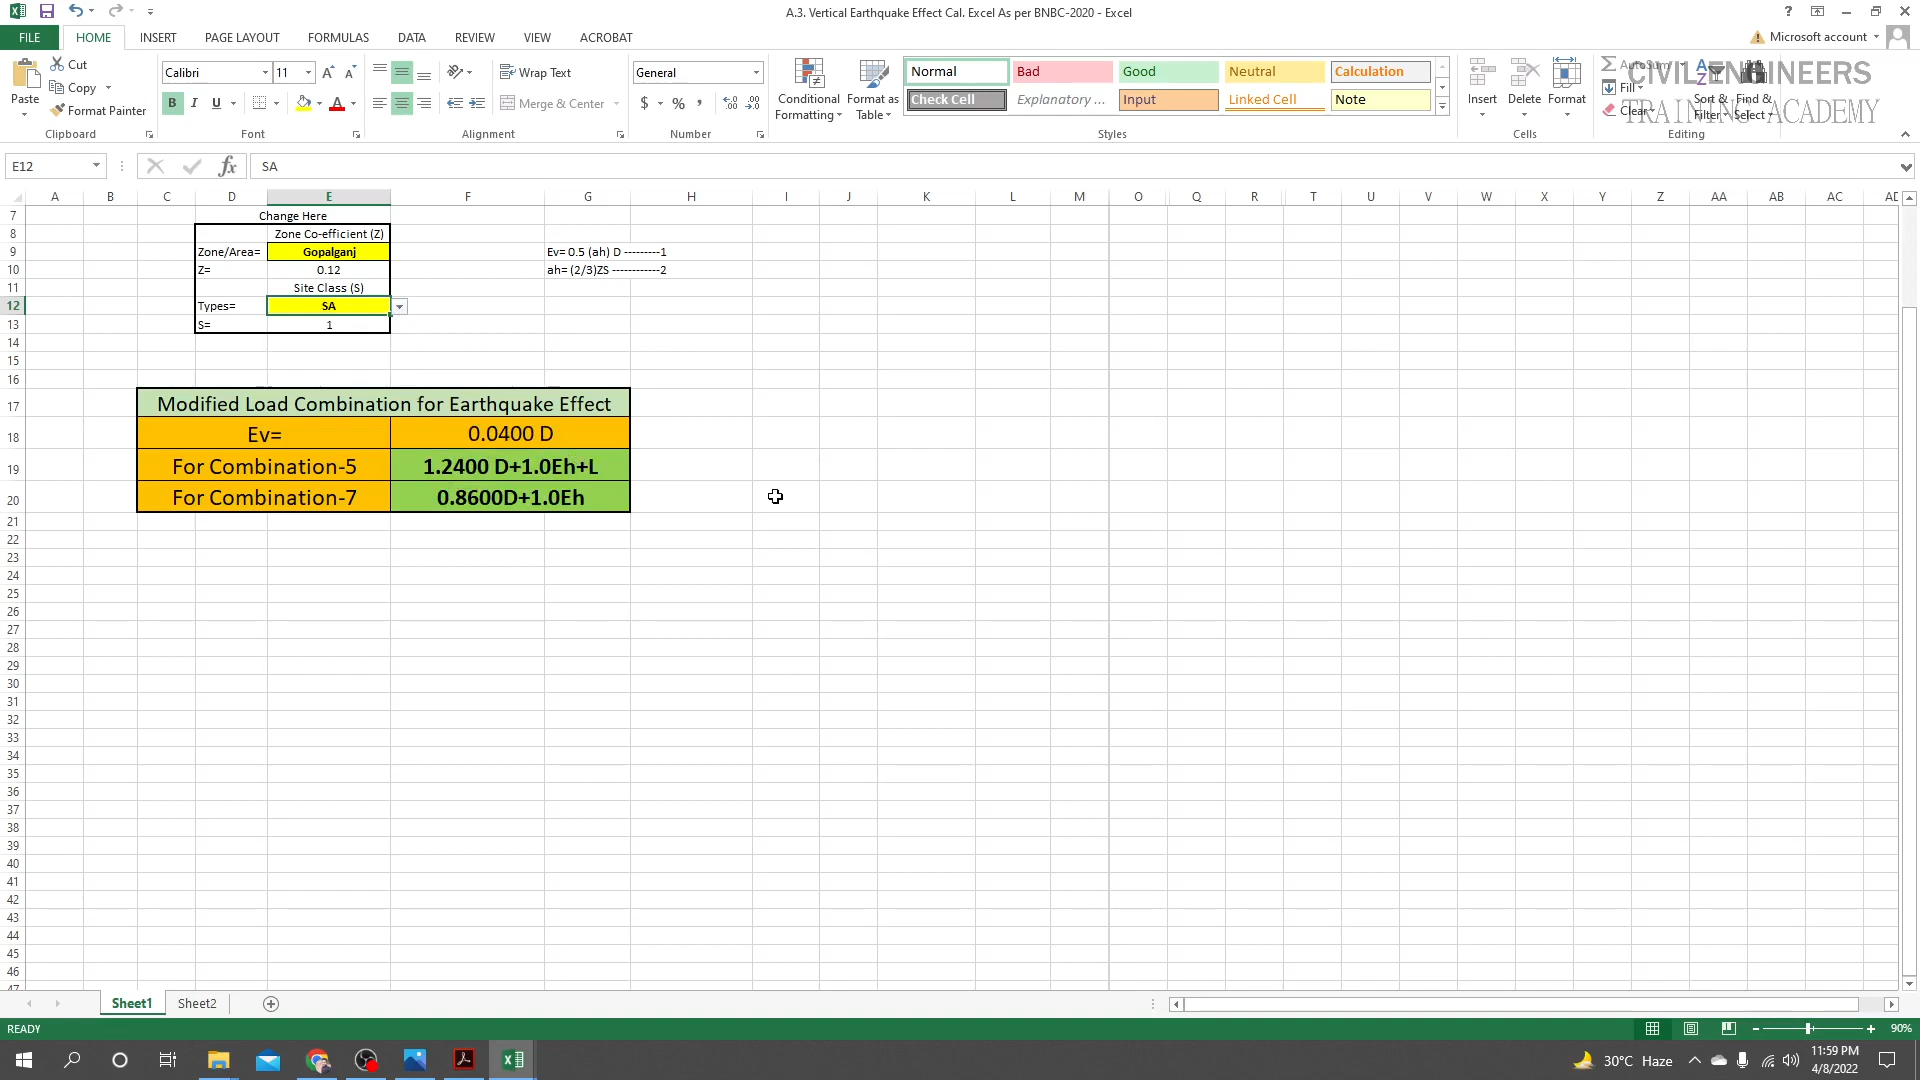 A.3. Vertical Earthquake Effect Cal. Excel As per BNBC-2020 - Excel
FILE HOME INSERT PAGE LAYOUT FORMULAS DATA REVIEW VIEW ACROBAT Microsoft account
Paste
Cut
Copy
Format Painter
Clipboard
Calibri 11
B I U
Font
Wrap Text
Merge & Center
Alignment
General
$ % ,
Number
Conditional Formatting
Format as Table
Normal Bad Good Neutral Calculation
Check Cell Explanatory ... Input Linked Cell Note
Styles
Insert Delete Format
Cells
AutoSum
Fill
Clear
Sort & Filter
Find & Select
Editing
CIVIL ENGINEERS
TRAINING ACADEMY
E12 fx SA
A B C D E F G H I J K L M O Q R S T U V W X Y Z AA AB AC AD
7 Change Here
8 Zone Co-efficient (Z)
9 Zone/Area= Gopalganj Ev= 0.5 (ah) D ---------1
10 Z= 0.12 ah= (2/3)ZS ------------2
11 Site Class (S)
12 Types= SA
13 S= 1
14
15
16
17 Modified Load Combination for Earthquake Effect
18 Ev= 0.0400 D
19 For Combination-5 1.2400 D+1.0Eh+L
20 For Combination-7 0.8600D+1.0Eh
21
22
23
24
25
26
27
28
29
30
31
32
33
34
35
36
37
38
39
40
41
42
43
44
45
46
47
Sheet1 Sheet2
READY 90%
30°C Haze 11:59 PM
4/8/2022